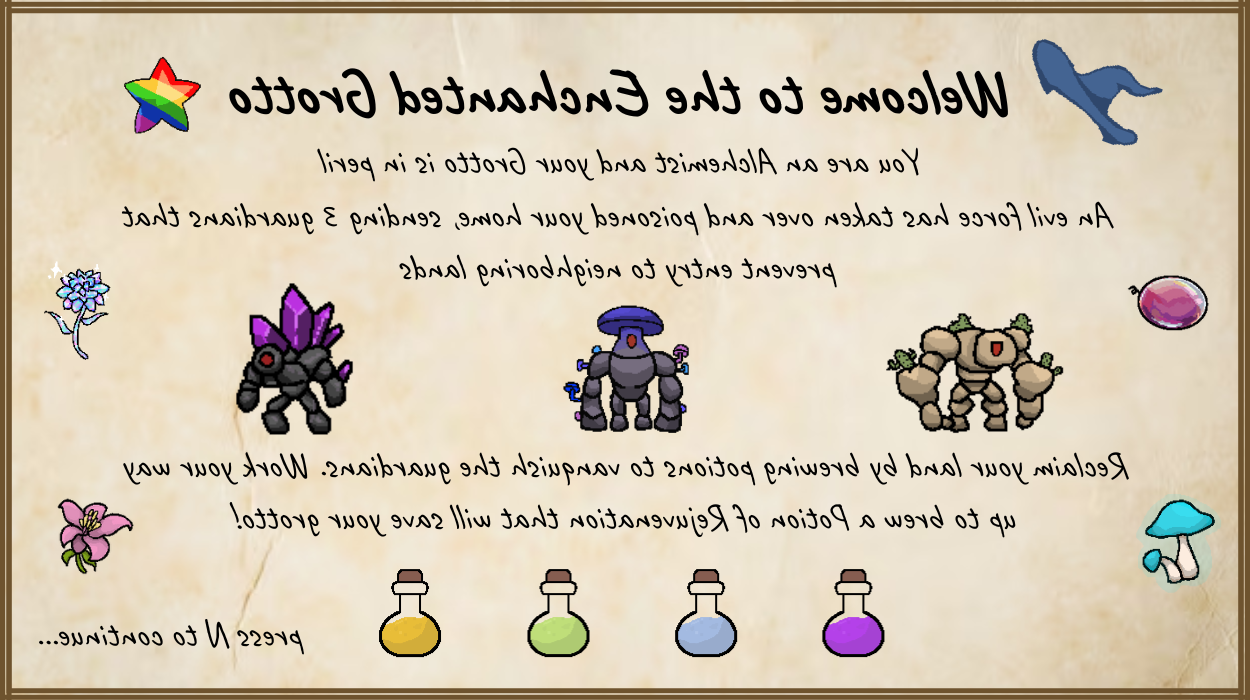 Welcome to the Enchanted Grotto
You are an Alchemist and your Grotto is in peril
An evil force has taken over and poisoned your home, sending 3 guardians that
prevent entry to neighboring lands
Reclaim your land by brewing potions to vanquish the guardians. Work your way
up to brew a Potion of Rejuvenation that will save your grotto!
press N to continue...